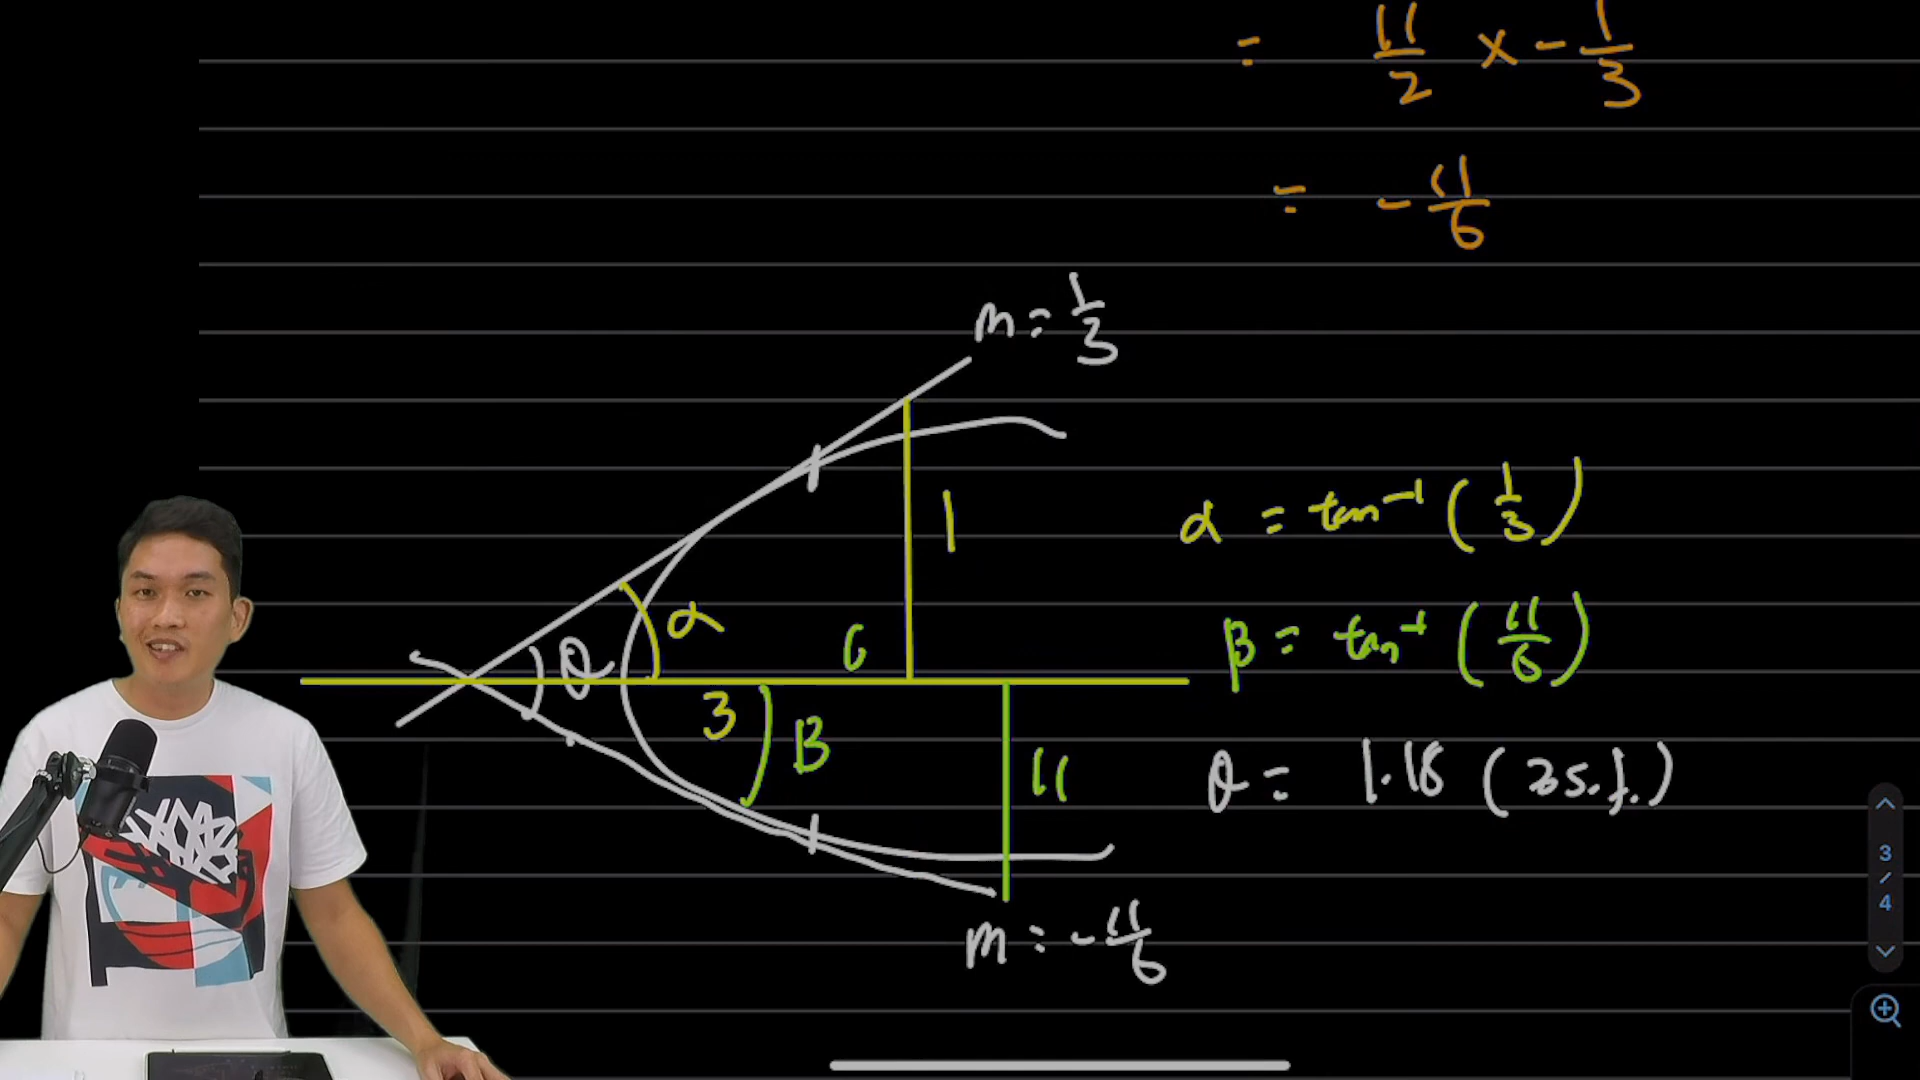 = 11/2 × - 1/3
= - 11/6
m = 1/3
1
α = tan⁻¹ (1/3)
α
θ
6
β = tan⁻¹ (11/6)
3
β
11
θ = 1.18 (3s.f.)
m = - 11/6
3
/
4